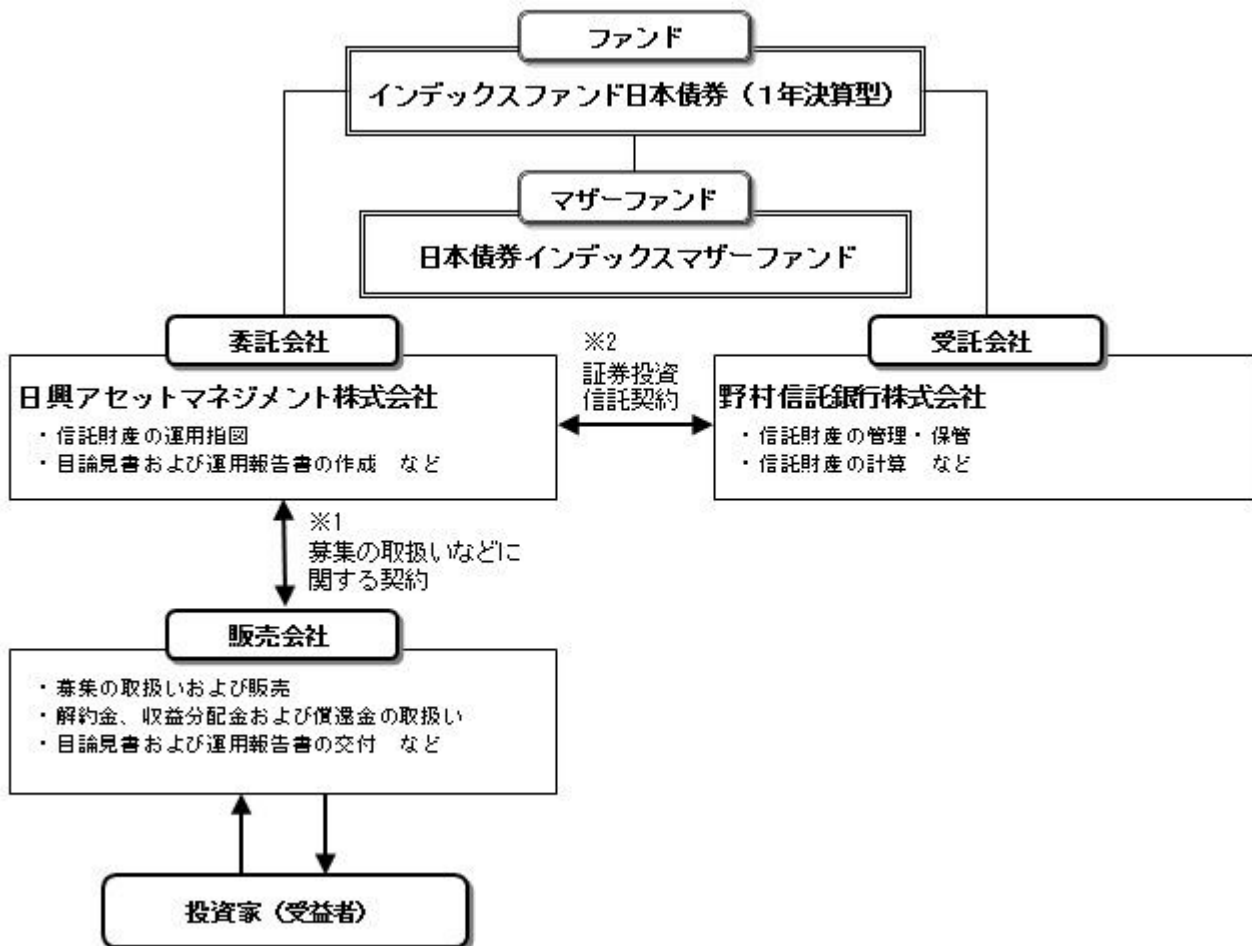 ファンド
インデックスファンド日本債券（1年決算型）
マザーファンド
日本債券インデックスマザーファンド
委託会社
日興アセットマネジメント株式会社
・信託財産の運用指図
・目論見書および運用報告書の作成　など
※2
証券投資
信託契約
受託会社
野村信託銀行株式会社
・信託財産の管理・保管
・信託財産の計算　など
※1
募集の取扱いなどに
関する契約
販売会社
・募集の取扱いおよび販売
・解約金、収益分配金および償還金の取扱い
・目論見書および運用報告書の交付　など
投資家（受益者）